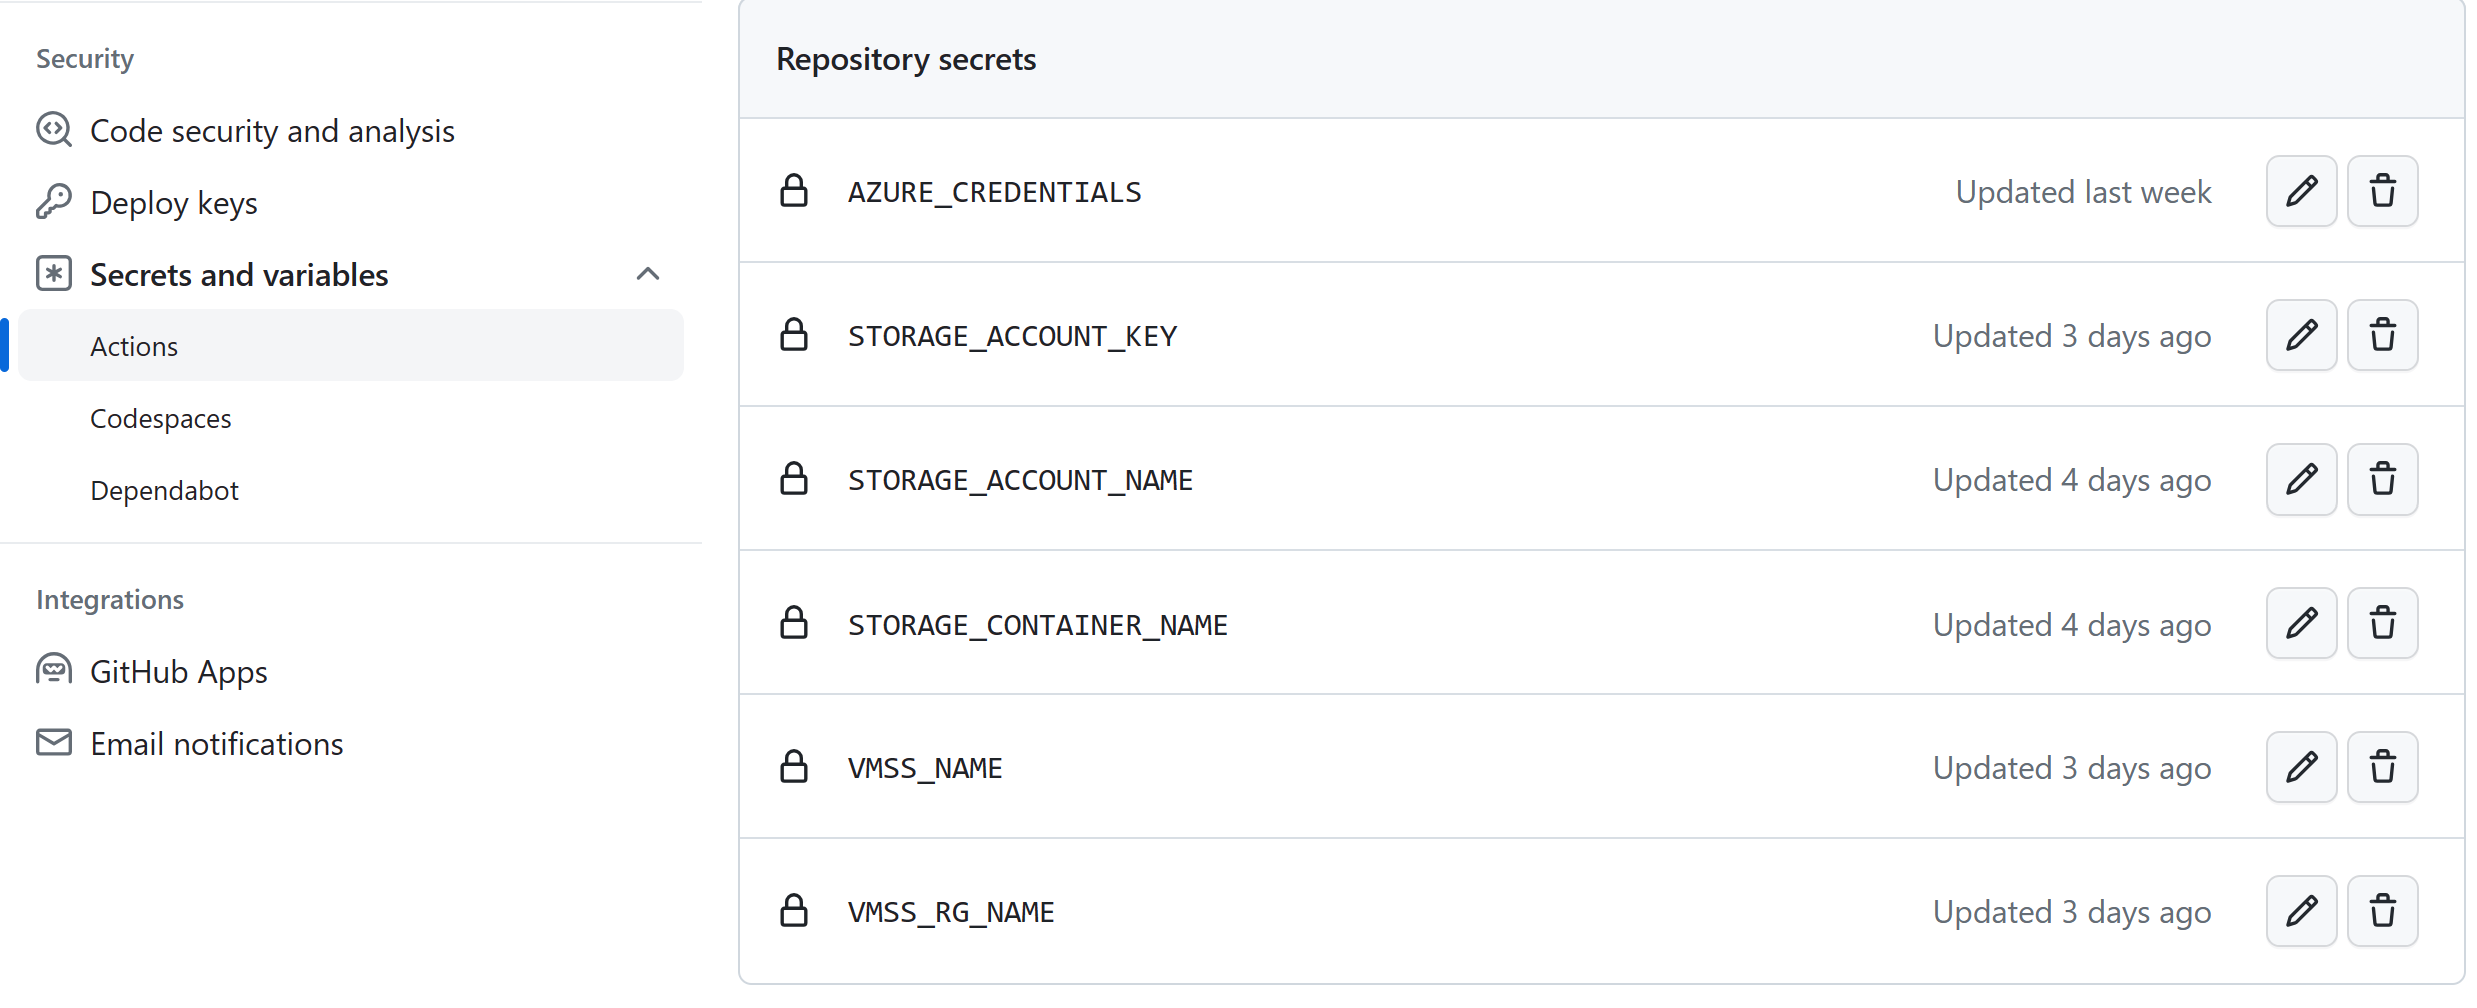 Security
Code security and analysis
Deploy keys
Secrets and variables
Actions
Codespaces
Dependabot
Integrations
GitHub Apps
Email notifications
Repository secrets
AZURE_CREDENTIALS Updated last week
STORAGE_ACCOUNT_KEY Updated 3 days ago
STORAGE_ACCOUNT_NAME Updated 4 days ago
STORAGE_CONTAINER_NAME Updated 4 days ago
VMSS_NAME Updated 3 days ago
VMSS_RG_NAME Updated 3 days ago